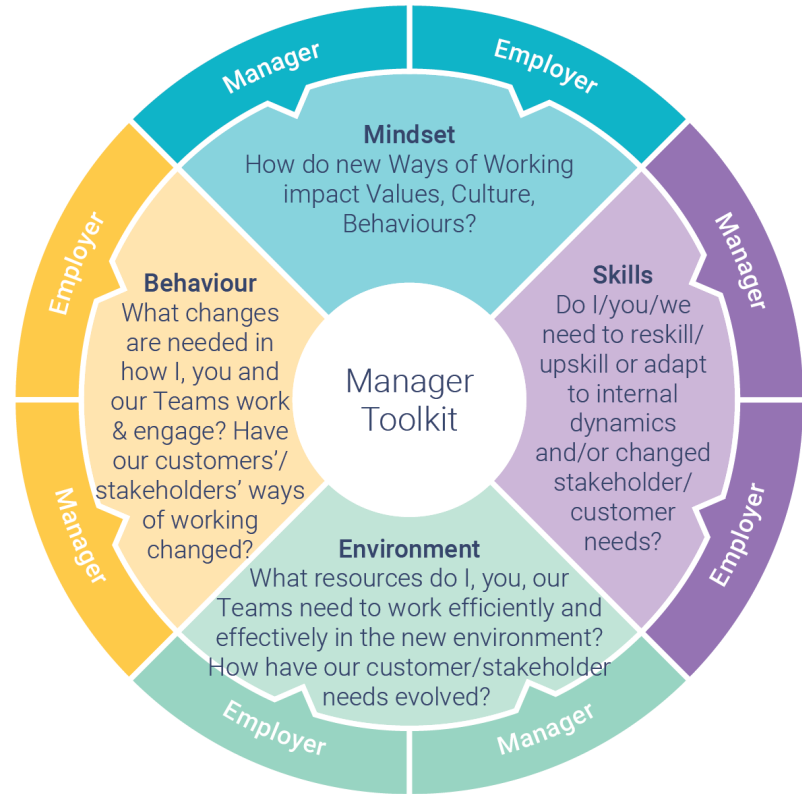 Manager
Employer
Mindset
How do new Ways of Working
impact Values, Culture,
Behaviours?
Manager
Skills
Do I/you/we
need to reskill/
upskill or adapt
to internal
dynamics
and/or changed
stakeholder/
customer
needs?
Employer
Manager
Toolkit
Employer
Behaviour
What changes
are needed in
how I, you and
our Teams work
& engage? Have
our customers’/
stakeholders’ ways
of working
changed?
Manager
Environment
What resources do I, you, our
Teams need to work efficiently and
effectively in the new environment?
How have our customer/stakeholder
needs evolved?
Employer
Manager